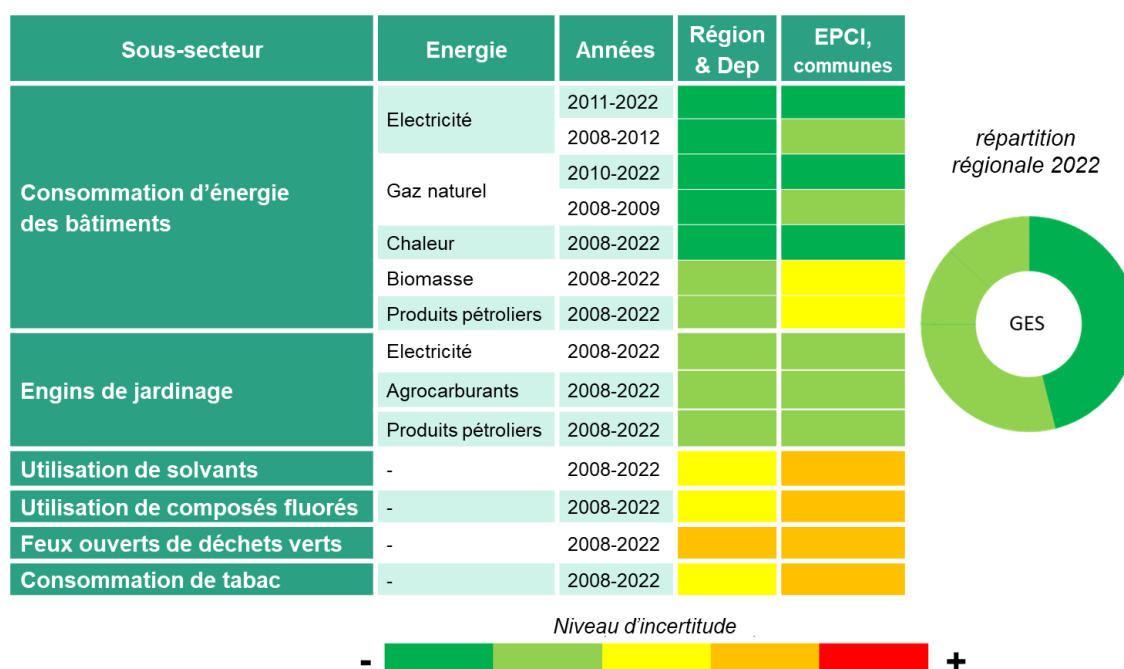 Sous-secteur Energie Années Région & Dep EPCI, communes
Consommation d'énergie des bâtiments
Electricité 2011-2022
2008-2012
Gaz naturel 2010-2022
2008-2009
Chaleur 2008-2022
Biomasse 2008-2022
Produits pétroliers 2008-2022
Engins de jardinage
Electricité 2008-2022
Agrocarburants 2008-2022
Produits pétroliers 2008-2022
Utilisation de solvants - 2008-2022
Utilisation de composés fluorés - 2008-2022
Feux ouverts de déchets verts - 2008-2022
Consommation de tabac - 2008-2022
répartition
régionale 2022
GES
Niveau d'incertitude
- +